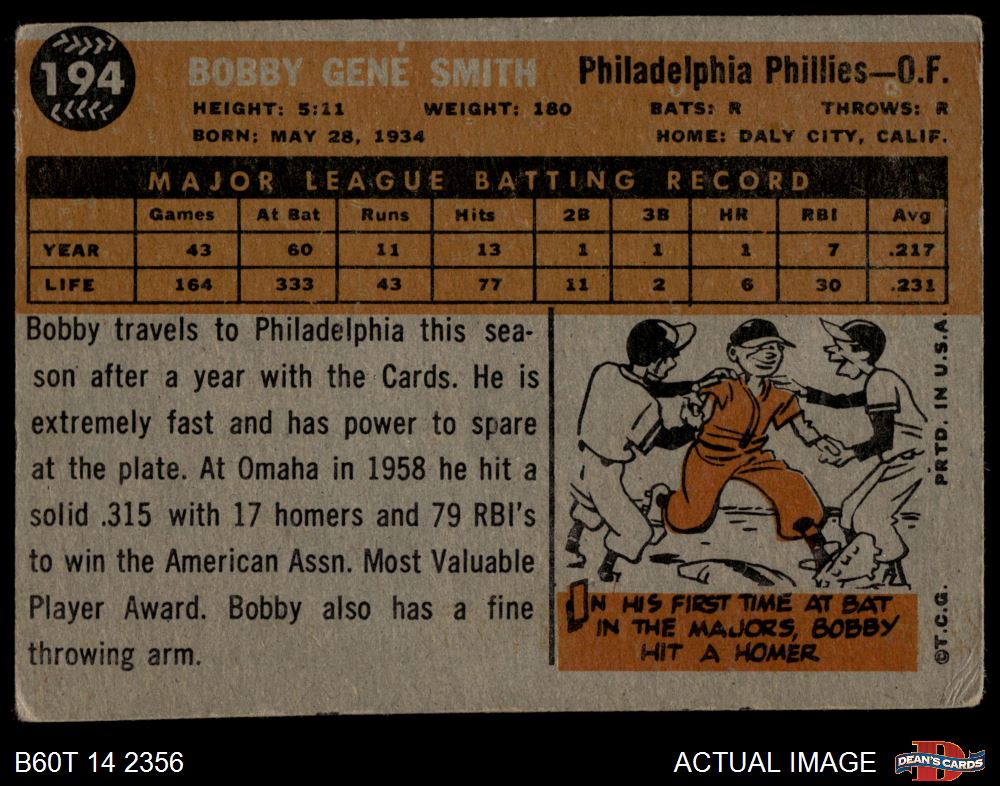 194
BOBBY GENE SMITH Philadelphia Phillies—O.F.
HEIGHT: 5:11 WEIGHT: 180 BATS: R THROWS: R
BORN: MAY 28, 1934 HOME: DALY CITY, CALIF.
MAJOR LEAGUE BATTING RECORD
Games At Bat Runs Hits 2B 3B HR RBI Avg
YEAR 43 60 11 13 1 1 1 7 .217
LIFE 164 333 43 77 11 2 6 30 .231
Bobby travels to Philadelphia this sea-
son after a year with the Cards. He is
extremely fast and has power to spare
at the plate. At Omaha in 1958 he hit a
solid .315 with 17 homers and 79 RBI's
to win the American Assn. Most Valuable
Player Award. Bobby also has a fine
throwing arm.
IN HIS FIRST TIME AT BAT
IN THE MAJORS, BOBBY
HIT A HOMER
©T.C.G. PRTD. IN U.S.A.
B60T 14 2356 ACTUAL IMAGE
DEAN'S CARDS